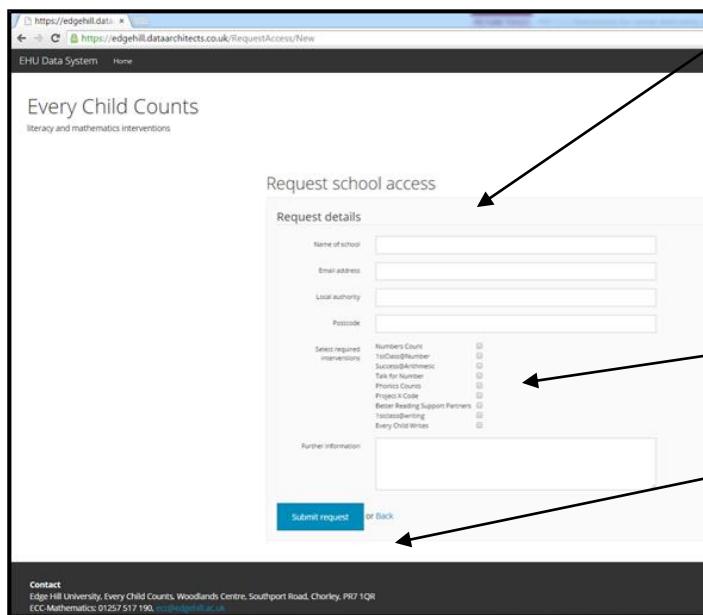 https://edgehill.data
https://edgehill.dataarchitects.co.uk/RequestAccess/New
EHU Data System Home
Every Child Counts
literacy and mathematics interventions
Request school access
Request details
Name of school
Email address
Local authority
Postcode
Select required interventions
Numbers Count
1stClass@Number
Success@Arithmetic
Talk for Number
Phonics Counts
Project X Code
Better Reading Support Partners
1stclass@writing
Every Child Writes
Further information
Submit request or Back
Contact
Edge Hill University, Every Child Counts, Woodlands Centre, Southport Road, Chorley, PR7 1QR
ECC-Mathematics: 01257 517 190, ecc@edgehill.ac.uk